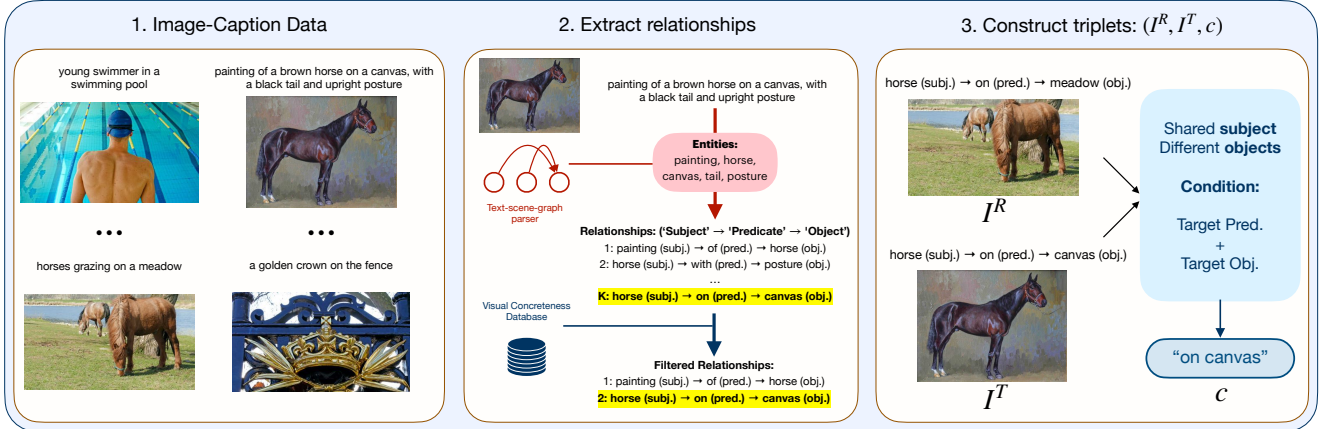 1. Image-Caption Data
young swimmer in a
swimming pool
painting of a brown horse on a canvas, with
a black tail and upright posture
•••
•••
horses grazing on a meadow
a golden crown on the fence
2. Extract relationships
painting of a brown horse on a canvas, with
a black tail and upright posture
Entities:
painting, horse,
canvas, tail, posture
Text-scene-graph
parser
Relationships: (‘Subject’ → 'Predicate' → 'Object’)
1: painting (subj.) → of (pred.) → horse (obj.)
2: horse (subj.) → with (pred.) → posture (obj.)
...
K: horse (subj.) → on (pred.) → canvas (obj.)
Visual Concreteness
Database
Filtered Relationships:
1: painting (subj.) → of (pred.) → horse (obj.)
2: horse (subj.) → on (pred.) → canvas (obj.)
3. Construct triplets: (I^R, I^T, c)
horse (subj.) → on (pred.) → meadow (obj.)
I^R
horse (subj.) → on (pred.) → canvas (obj.)
I^T
Shared subject
Different objects
Condition:
Target Pred.
+
Target Obj.
“on canvas”
c